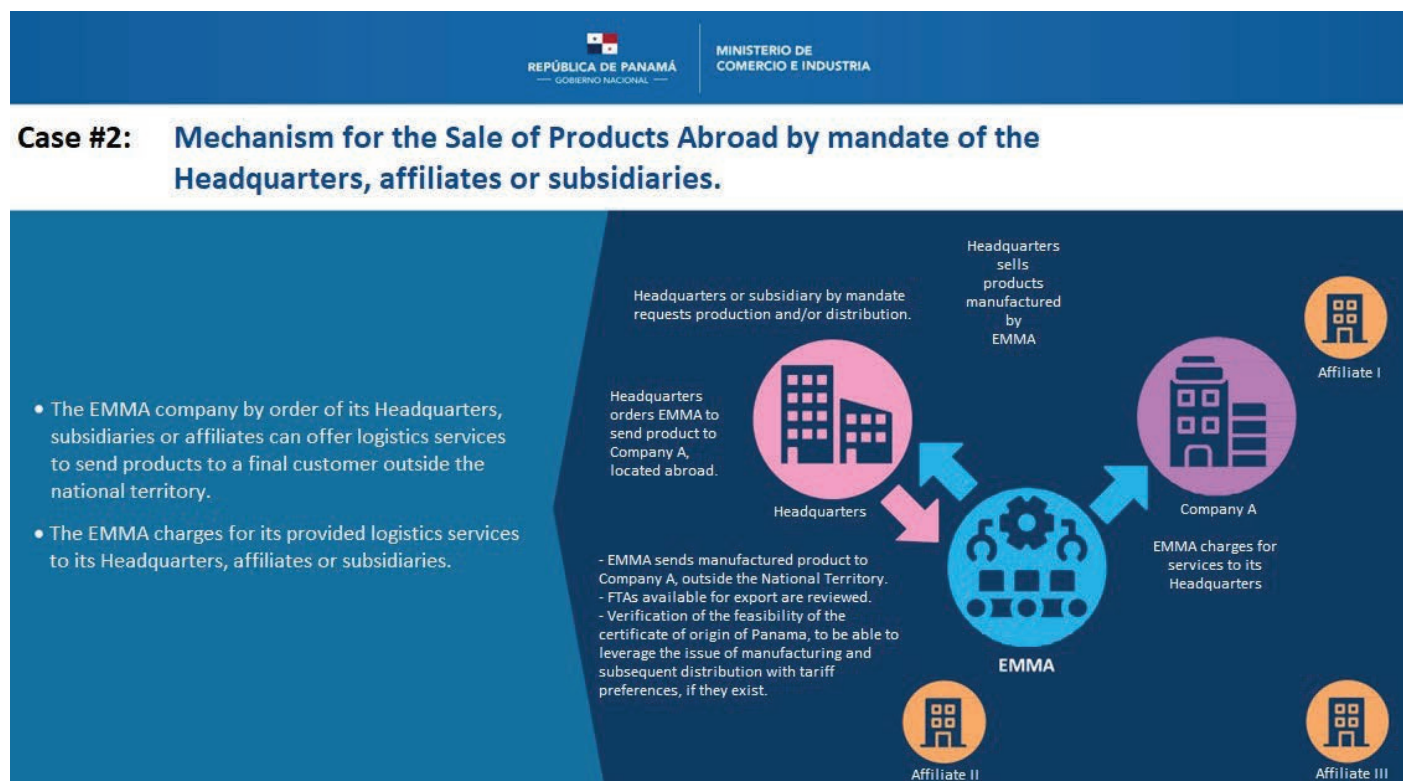 REPÚBLICA DE PANAMÁ
— GOBIERNO NACIONAL —
MINISTERIO DE
COMERCIO E INDUSTRIA
Case #2: Mechanism for the Sale of Products Abroad by mandate of the
Headquarters, affiliates or subsidiaries.
• The EMMA company by order of its Headquarters,
subsidiaries or affiliates can offer logistics services
to send products to a final customer outside the
national territory.
• The EMMA charges for its provided logistics services
to its Headquarters, affiliates or subsidiaries.
Headquarters or subsidiary by mandate
requests production and/or distribution.
Headquarters
sells
products
manufactured
by
EMMA
Headquarters
orders EMMA to
send product to
Company A,
located abroad.
Headquarters
Company A
Affiliate I
- EMMA sends manufactured product to
Company A, outside the National Territory.
- FTAs available for export are reviewed.
- Verification of the feasibility of the
certificate of origin of Panama, to be able to
leverage the issue of manufacturing and
subsequent distribution with tariff
preferences, if they exist.
EMMA
EMMA charges for
services to its
Headquarters
Affiliate II
Affiliate III